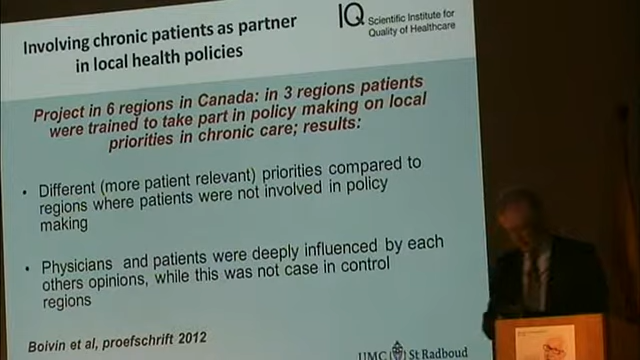 Involving chronic patients as partner
in local health policies
IQ Scientific Institute for
Quality of Healthcare
Project in 6 regions in Canada: in 3 regions patients
were trained to take part in policy making on local
priorities in chronic care; results:
• Different (more patient relevant) priorities compared to
regions where patients were not involved in policy
making
• Physicians and patients were deeply influenced by each
others opinions, while this was not case in control
regions
Boivin et al, proefschrift 2012
UMC St Radboud